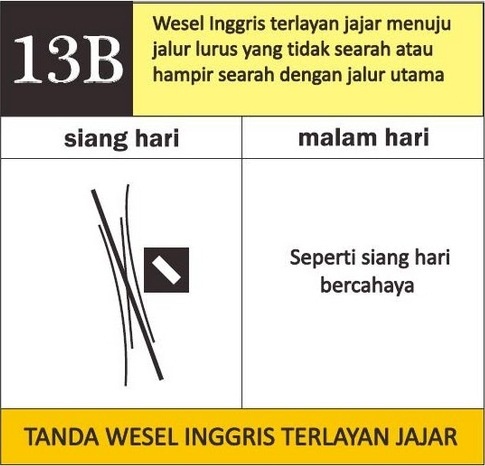 13B
Wesel Inggris terlayan jajar menuju
jalur lurus yang tidak searah atau
hampir searah dengan jalur utama
siang hari
malam hari
Seperti siang hari
bercahaya
TANDA WESEL INGGRIS TERLAYAN JAJAR